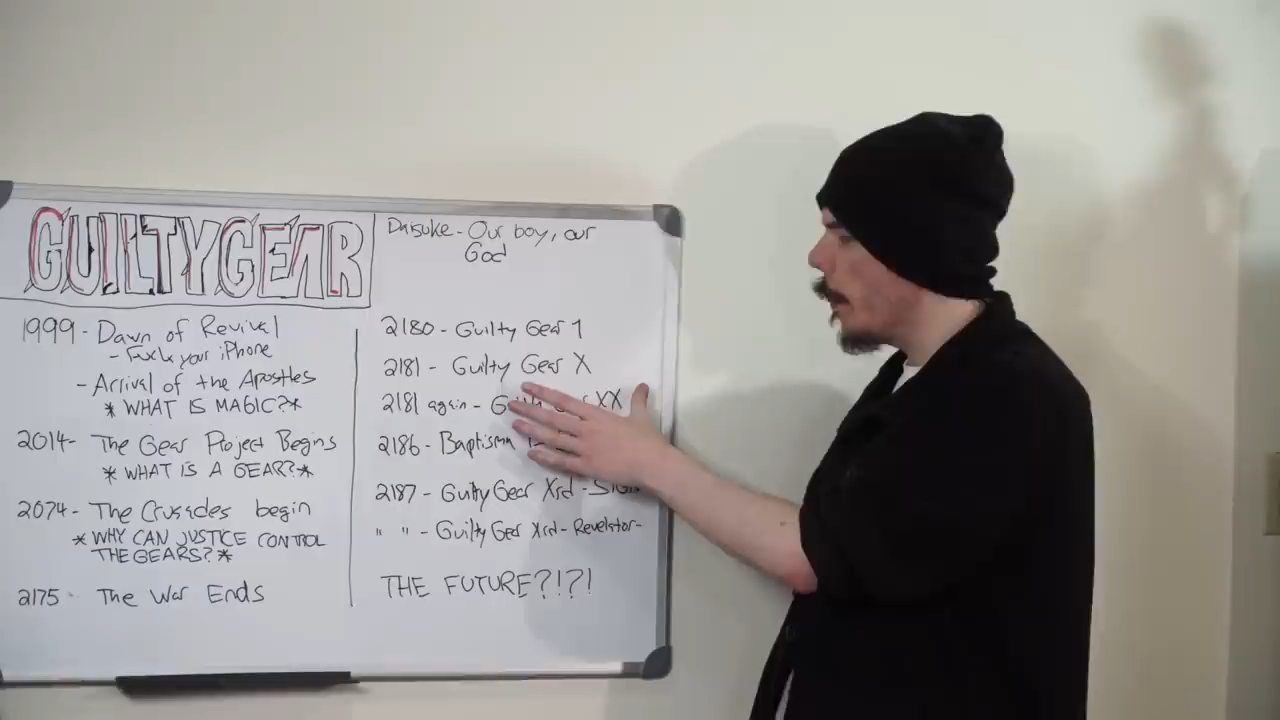 GUILTYGEAR
1999 - Dawn of Revival
- Fuck your iPhone
- Arrival of the Apostles
* WHAT IS MAGIC?*
2014- The Gear Project Begins
* WHAT IS A GEAR?*
2074- The Crusades begin
* WHY CAN JUSTICE CONTROL
THE GEARS?*
2175 - The War Ends
Daisuke - Our boy, our
God
2180 - Guilty Gear 1
2181 - Guilty Gear X
2181 again - XX
2186 - Baptisma
2187 - Guilty Gear Xrd - SIGN
" " - Guilty Gear Xrd - Revelator-
THE FUTURE?!?!